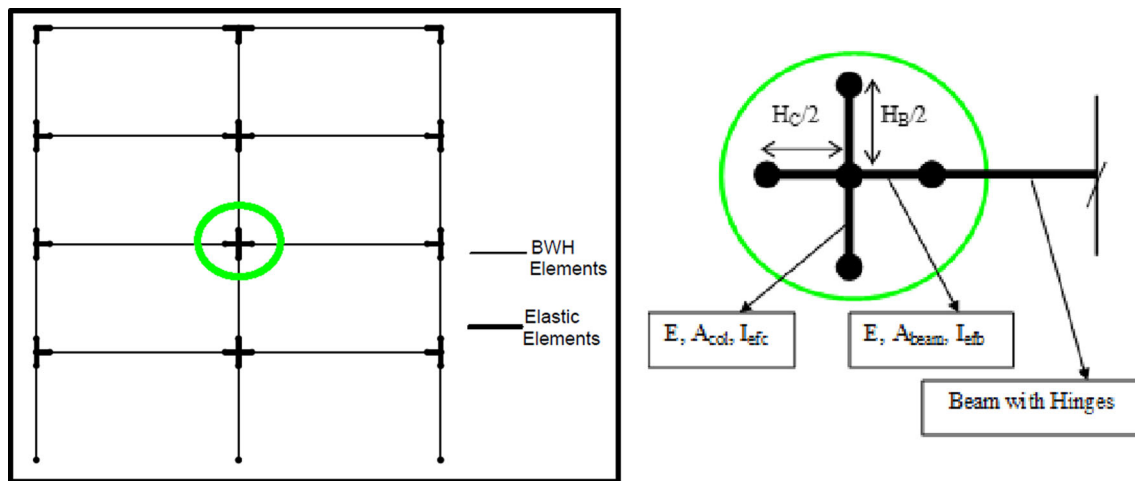 BWH
Elements
Elastic
Elements
H_C/2
H_B/2
E, A_col, I_efc
E, A_beam, I_efb
Beam with Hinges